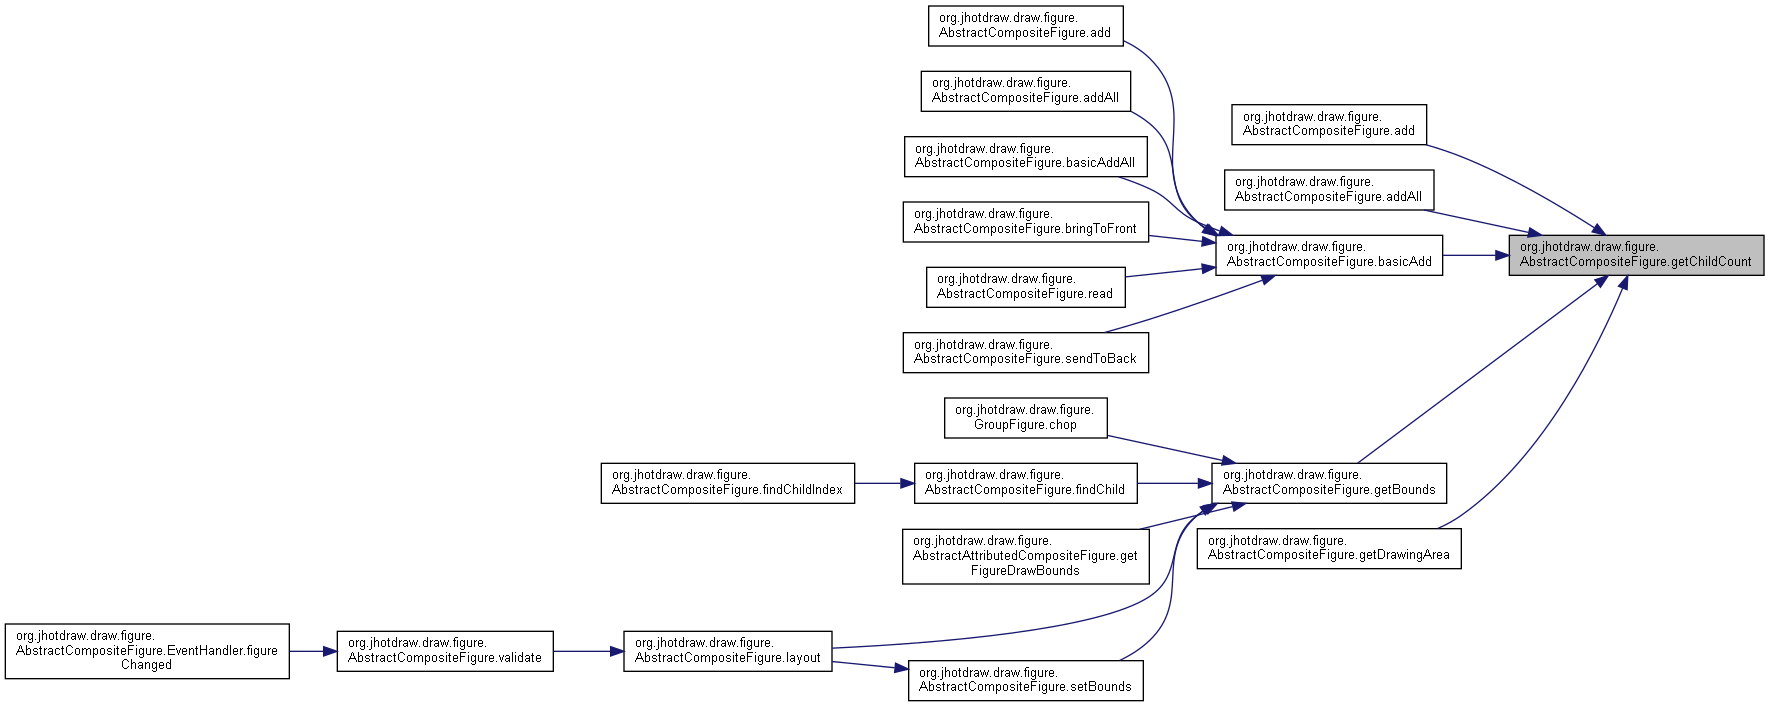 org.jhotdraw.draw.figure.
AbstractCompositeFigure.add
org.jhotdraw.draw.figure.
AbstractCompositeFigure.addAll
org.jhotdraw.draw.figure.
AbstractCompositeFigure.basicAddAll
org.jhotdraw.draw.figure.
AbstractCompositeFigure.bringToFront
org.jhotdraw.draw.figure.
AbstractCompositeFigure.read
org.jhotdraw.draw.figure.
AbstractCompositeFigure.sendToBack
org.jhotdraw.draw.figure.
AbstractCompositeFigure.add
org.jhotdraw.draw.figure.
AbstractCompositeFigure.addAll
org.jhotdraw.draw.figure.
AbstractCompositeFigure.basicAdd
org.jhotdraw.draw.figure.
AbstractCompositeFigure.getChildCount
org.jhotdraw.draw.figure.
GroupFigure.chop
org.jhotdraw.draw.figure.
AbstractCompositeFigure.findChildIndex
org.jhotdraw.draw.figure.
AbstractCompositeFigure.findChild
org.jhotdraw.draw.figure.
AbstractCompositeFigure.getBounds
org.jhotdraw.draw.figure.
AbstractAttributedCompositeFigure.get
FigureDrawBounds
org.jhotdraw.draw.figure.
AbstractCompositeFigure.getDrawingArea
org.jhotdraw.draw.figure.
AbstractCompositeFigure.EventHandler.figure
Changed
org.jhotdraw.draw.figure.
AbstractCompositeFigure.validate
org.jhotdraw.draw.figure.
AbstractCompositeFigure.layout
org.jhotdraw.draw.figure.
AbstractCompositeFigure.setBounds